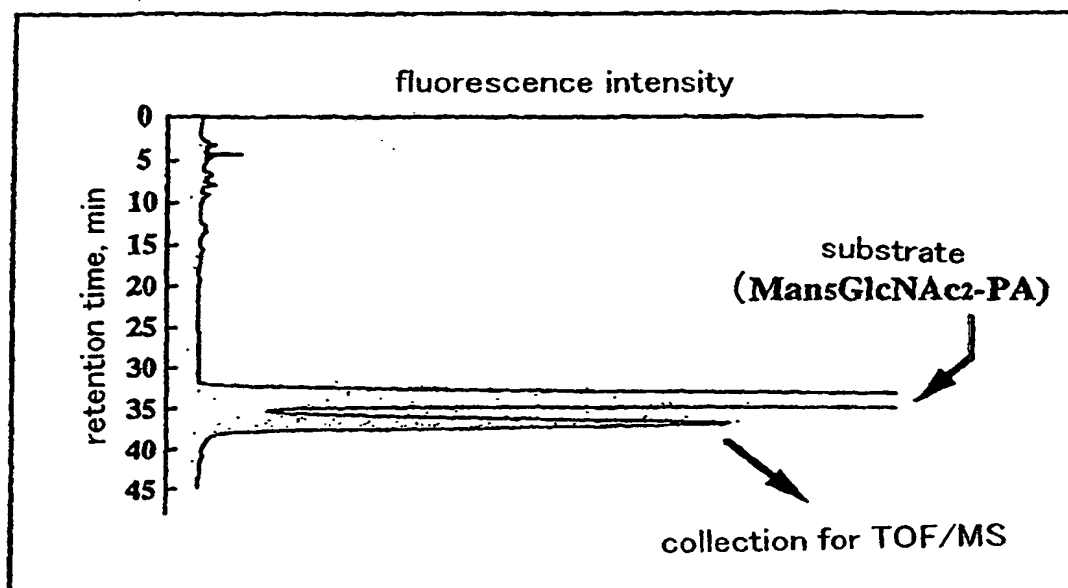 fluorescence intensity
0
5
10
15
20
25
30
35
40
45
retention time, min
substrate
(Man5GlcNAc2-PA)
collection for TOF/MS